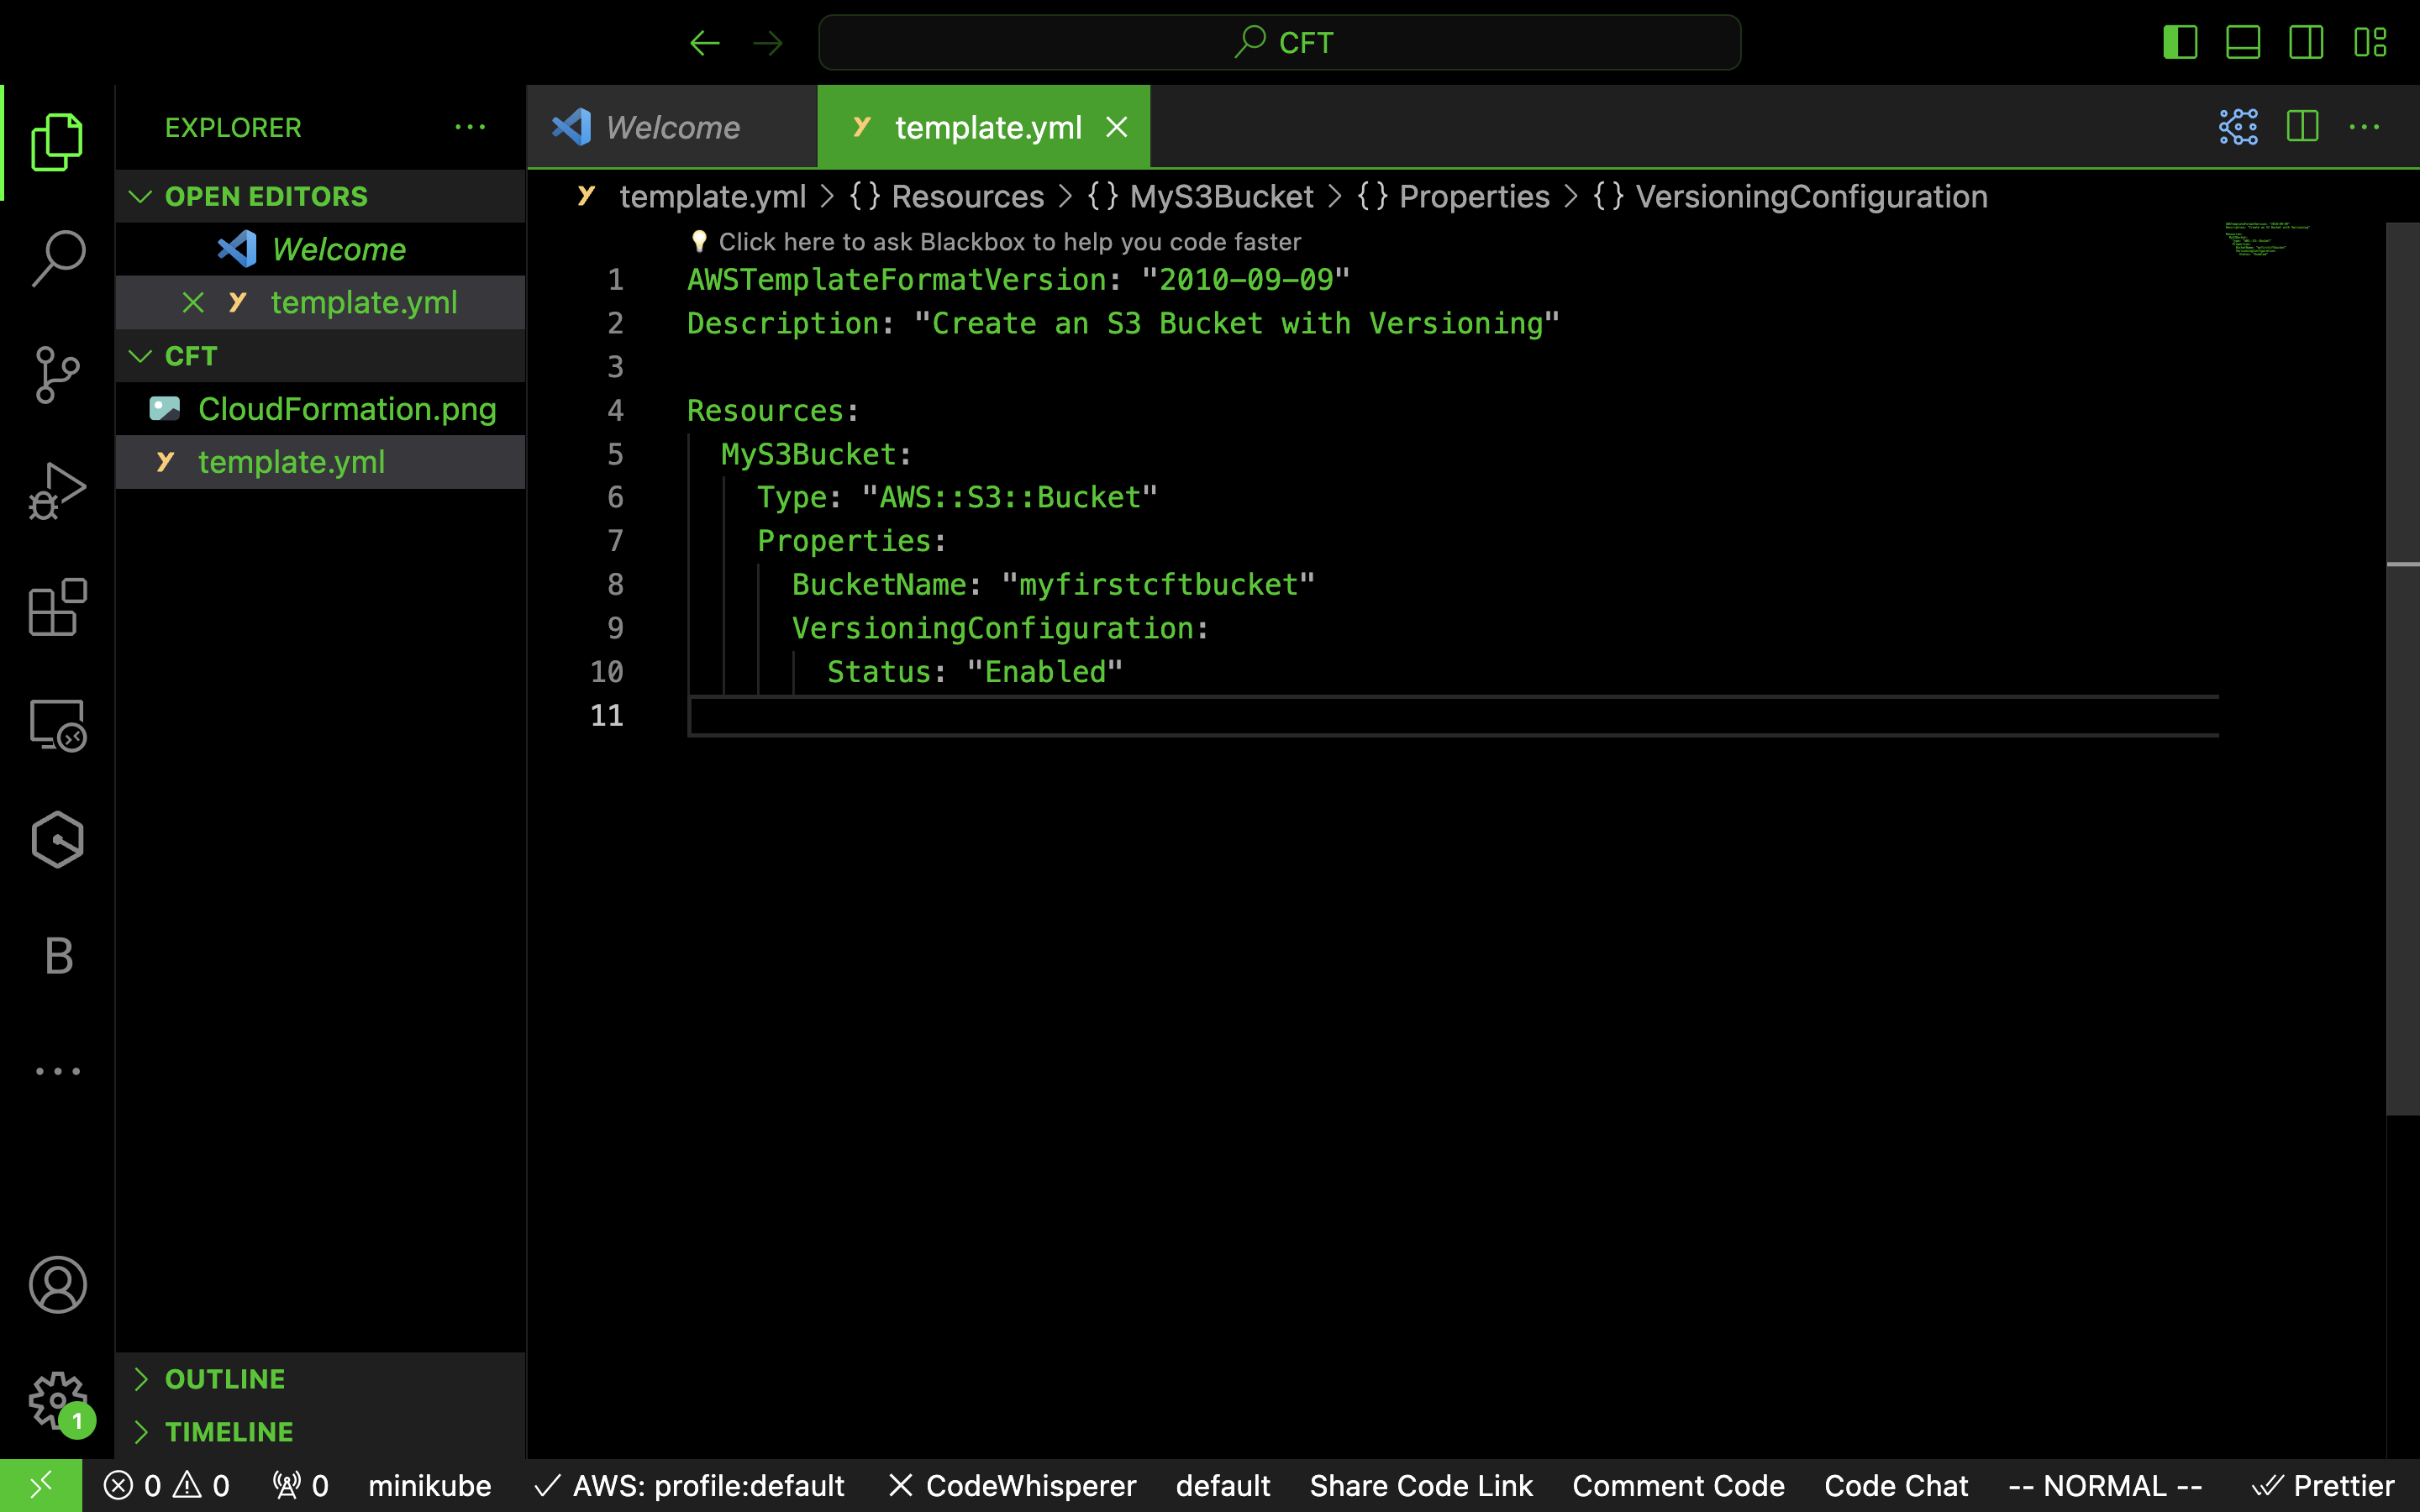 CFT
EXPLORER
OPEN EDITORS
Welcome
template.yml
CFT
CloudFormation.png
template.yml
OUTLINE
TIMELINE
Welcome
template.yml
template.yml > {} Resources > {} MyS3Bucket > {} Properties > {} VersioningConfiguration
Click here to ask Blackbox to help you code faster
1 AWSTemplateFormatVersion: "2010-09-09"
2 Description: "Create an S3 Bucket with Versioning"
3
4 Resources:
5   MyS3Bucket:
6     Type: "AWS::S3::Bucket"
7     Properties:
8       BucketName: "myfirstcftbucket"
9       VersioningConfiguration:
10         Status: "Enabled"
11
B
1
0 0 0 minikube AWS: profile:default CodeWhisperer default Share Code Link Comment Code Code Chat -- NORMAL -- Prettier